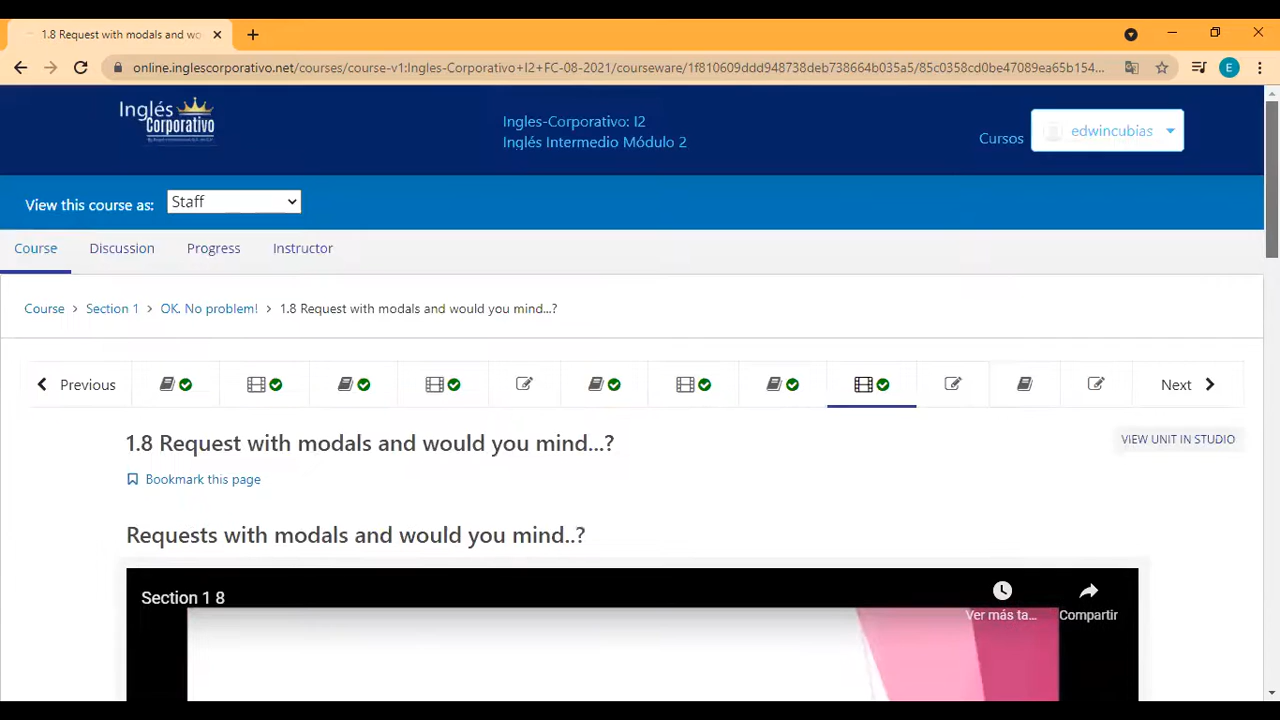 1.8 Request with modals and wo
online.inglescorporativo.net/courses/course-v1:Ingles-Corporativo+I2+FC-08-2021/courseware/1f810609ddd948738deb738664b035a5/85c0358cd0be47089ea65b154...
E
Inglés
Corporativo
Ingles-Corporativo: I2
Inglés Intermedio Módulo 2
Cursos
edwincubias
View this course as:
Staff
Course
Discussion
Progress
Instructor
Course > Section 1 > OK. No problem! > 1.8 Request with modals and would you mind...?
Previous
Next
1.8 Request with modals and would you mind...?
VIEW UNIT IN STUDIO
Bookmark this page
Requests with modals and would you mind..?
Section 1 8
Ver más ta...
Compartir